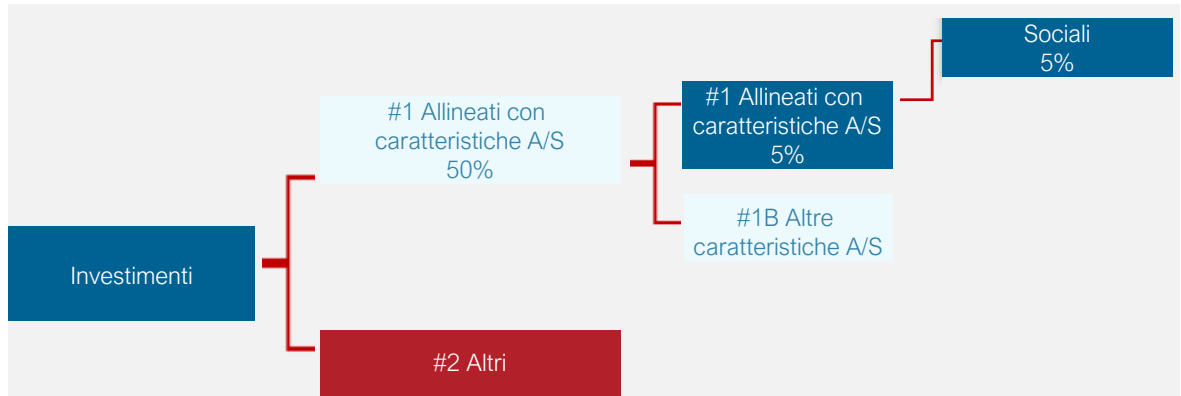 Sociali
5%
#1 Allineati con
caratteristiche A/S
50%
#1 Allineati con
caratteristiche A/S
5%
#1B Altre
caratteristiche A/S
Investimenti
#2 Altri